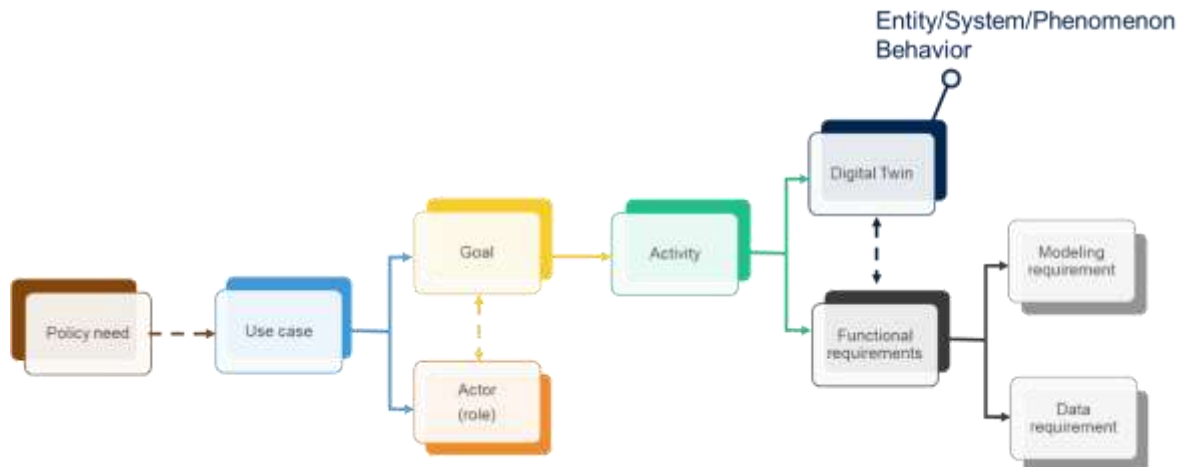 Entity/System/Phenomenon
Behavior
Digital Twin
Goal
Activity
Modeling
requirement
Policy need
Use case
Functional
requirements
Actor
(role)
Data
requirement